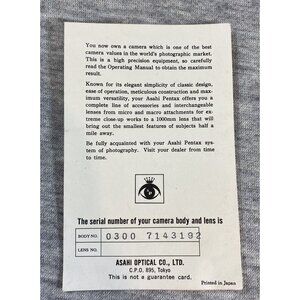 You now own a camera which is one of the best
camera values in the world's photographic market.
This is a high precision equipment, so carefully
read the Operating Manual to obtain the maximum
result.
Known for its elegant simplicity of classic design,
ease of operation, meticulous construction and max-
imum versatility, your Asahi Pentax offers you a
complete line of accessories and interchangeable
lenses from micro and macro attachments for ex-
treme close-up works to a 1000mm lens that will
bring out the smallest features of subjects half a
mile away.
Be fully acquainted with your Asahi Pentax sys-
tem of photography. Visit your dealer from time
to time.
The serial number of your camera body and lens is
BODY NO. 0300 7143192
LENS NO.
ASAHI OPTICAL CO., LTD.
C.P.O. 895, Tokyo
This is not a guarantee card.
Printed in Japan